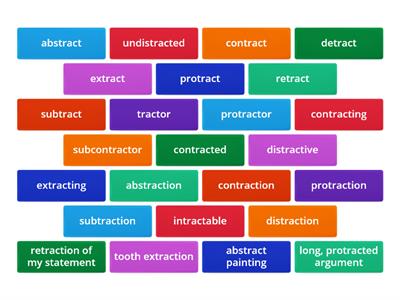 abstract undistracted contract detract
extract protract retract
subtract tractor protractor contracting
subcontractor contracted distractive
extracting abstraction contraction protraction
subtraction intractable distraction
retraction of my statement tooth extraction abstract painting long, protracted argument